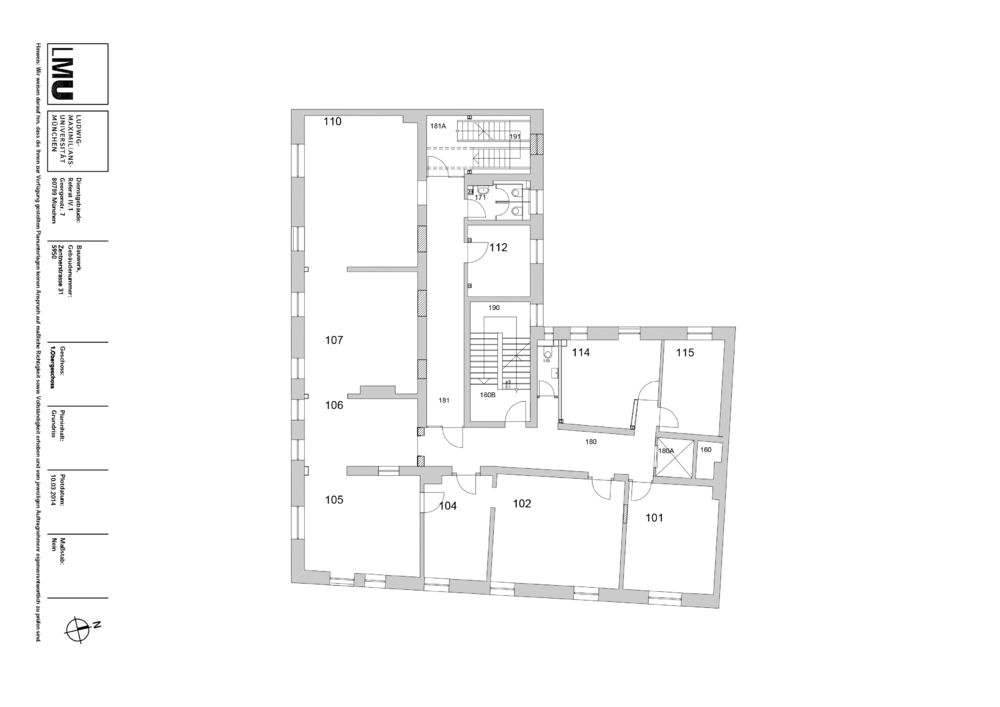 LMU
LUDWIG-
MAXIMILIANS-
UNIVERSITÄT
MÜNCHEN
Dienstgebäude:
Referat IV.1
Georgenstr. 7
80799 München
Bauwerk,
Gebäudenummer:
Zentnerstrasse 31
5950
Geschoss:
1.Obergeschoss
Planinhalt:
Grundriss
Plotdatum:
10.03.2014
Maßstab:
Nein
N
Hinweis: Wir weisen darauf hin, dass die Ihnen zur Verfügung gestellten Planunterlagen keinen Anspruch auf maßliche Richtigkeit sowie Vollständigkeit erheben und vom jeweiligen Auftragnehmer eigenverantwortlich zu prüfen sind.
110
181A
191
171
112
190
107
114
115
106
181
180B
180
180A
160
105
104
102
101